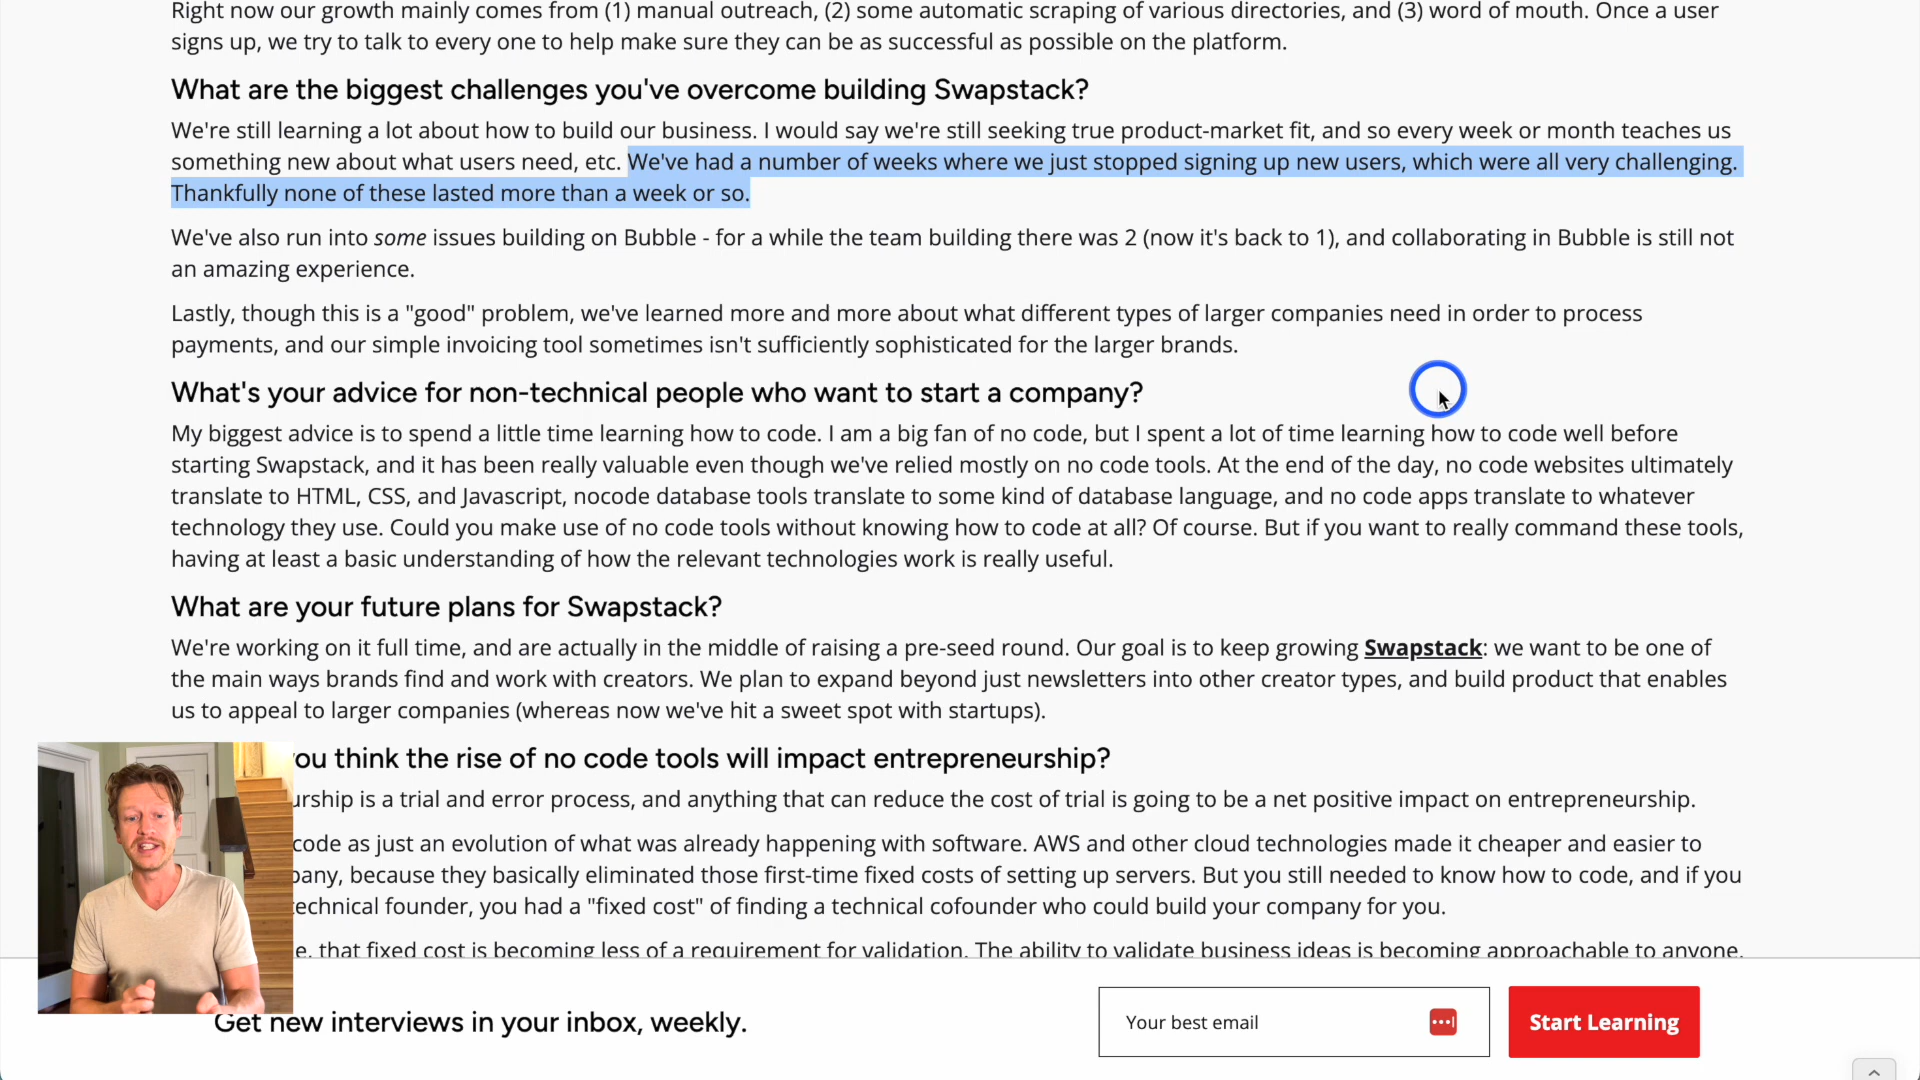 Right now our growth mainly comes from (1) manual outreach, (2) some automatic scraping of various directories, and (3) word of mouth. Once a user
signs up, we try to talk to every one to help make sure they can be as successful as possible on the platform.
What are the biggest challenges you've overcome building Swapstack?
We're still learning a lot about how to build our business. I would say we're still seeking true product-market fit, and so every week or month teaches us
something new about what users need, etc. We've had a number of weeks where we just stopped signing up new users, which were all very challenging.
Thankfully none of these lasted more than a week or so.
We've also run into some issues building on Bubble - for a while the team building there was 2 (now it's back to 1), and collaborating in Bubble is still not
an amazing experience.
Lastly, though this is a "good" problem, we've learned more and more about what different types of larger companies need in order to process
payments, and our simple invoicing tool sometimes isn't sufficiently sophisticated for the larger brands.
What's your advice for non-technical people who want to start a company?
My biggest advice is to spend a little time learning how to code. I am a big fan of no code, but I spent a lot of time learning how to code well before
starting Swapstack, and it has been really valuable even though we've relied mostly on no code tools. At the end of the day, no code websites ultimately
translate to HTML, CSS, and Javascript, nocode database tools translate to some kind of database language, and no code apps translate to whatever
technology they use. Could you make use of no code tools without knowing how to code at all? Of course. But if you want to really command these tools,
having at least a basic understanding of how the relevant technologies work is really useful.
What are your future plans for Swapstack?
We're working on it full time, and are actually in the middle of raising a pre-seed round. Our goal is to keep growing Swapstack: we want to be one of
the main ways brands find and work with creators. We plan to expand beyond just newsletters into other creator types, and build product that enables
us to appeal to larger companies (whereas now we've hit a sweet spot with startups).
ou think the rise of no code tools will impact entrepreneurship?
urship is a trial and error process, and anything that can reduce the cost of trial is going to be a net positive impact on entrepreneurship.
code as just an evolution of what was already happening with software. AWS and other cloud technologies made it cheaper and easier to
pany, because they basically eliminated those first-time fixed costs of setting up servers. But you still needed to know how to code, and if you
technical founder, you had a "fixed cost" of finding a technical cofounder who could build your company for you.
e, that fixed cost is becoming less of a requirement for validation. The ability to validate business ideas is becoming approachable to anyone.
Get new interviews in your inbox, weekly.
Your best email
Start Learning